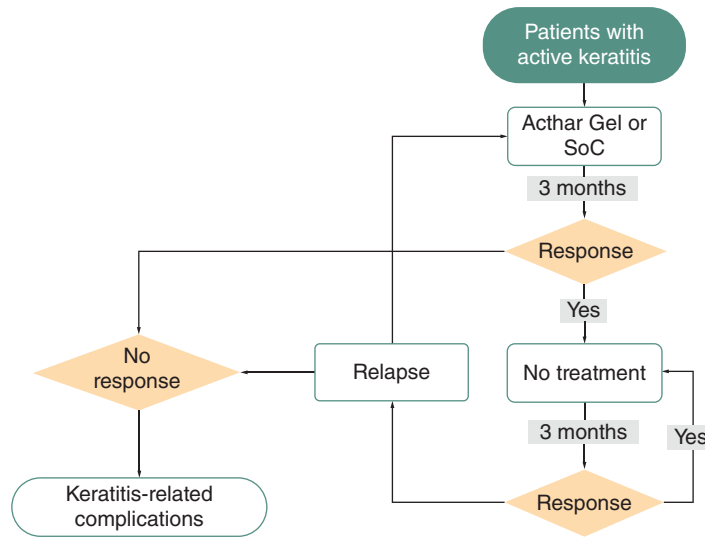 Patients with
active keratitis
Acthar Gel or
SoC
3 months
Response
Yes
No
response
Relapse
No treatment
3 months
Yes
Keratitis-related
complications
Response